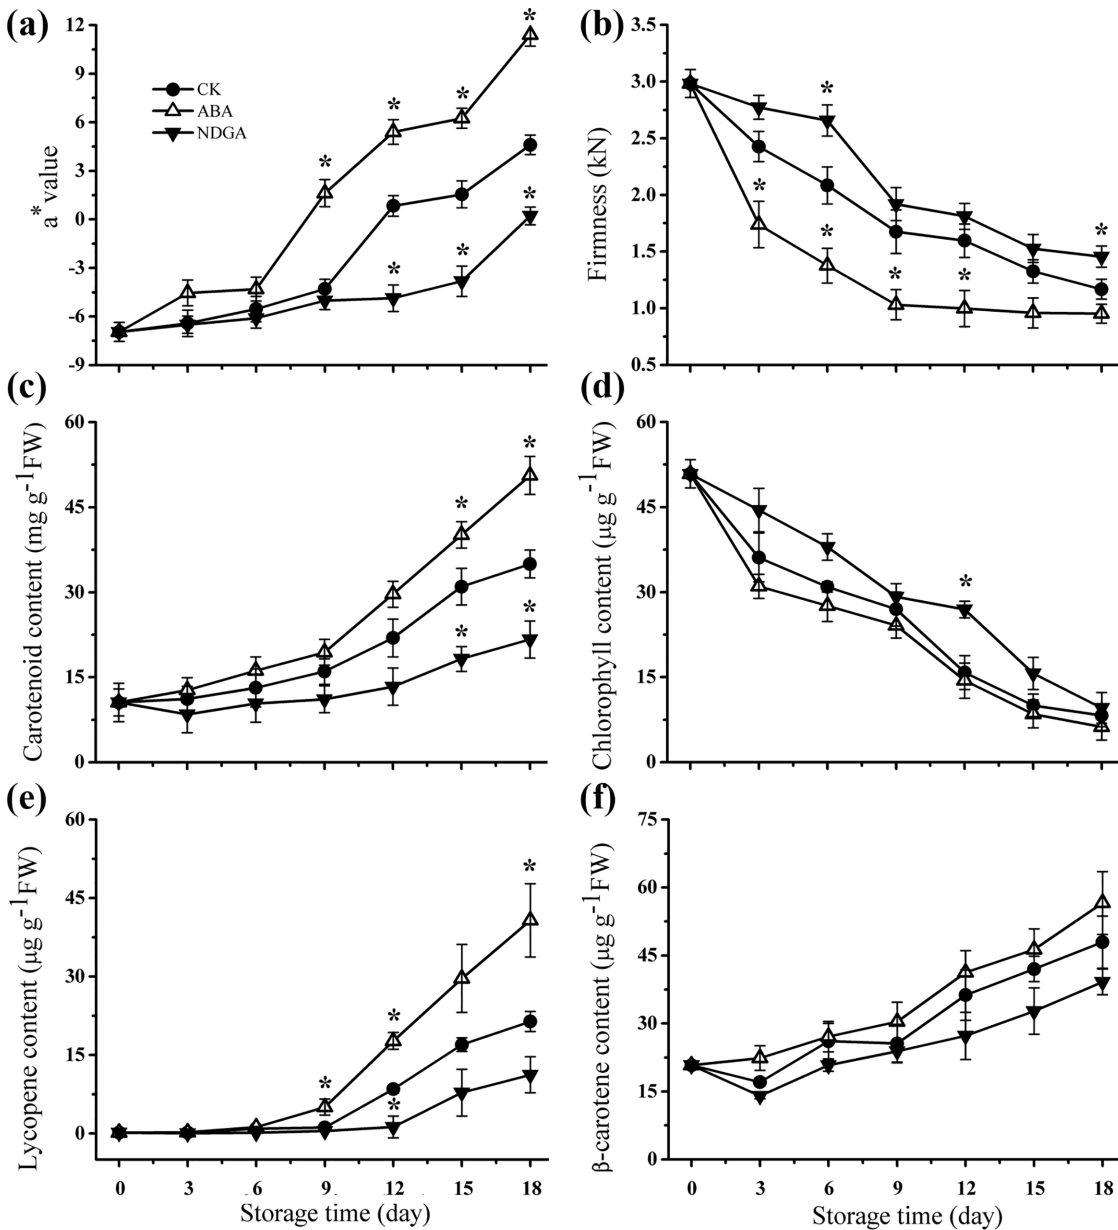 (a)
12
9
6
3
0
-3
-6
-9
a* value
CK
ABA
NDGA
* * * *
* * *
(b)
3.0
2.5
2.0
1.5
1.0
0.5
Firmness (kN)
* *
* * * *
(c)
60
45
30
15
0
Carotenoid content (mg g⁻¹FW)
* *
* *
(d)
60
45
30
15
0
Chlorophyll content (μg g⁻¹FW)
*
(e)
60
45
30
15
0
Lycopene content (μg g⁻¹FW)
* * *
*
0 3 6 9 12 15 18
Storage time (day)
(f)
75
60
45
30
15
0
β-carotene content (μg g⁻¹FW)
0 3 6 9 12 15 18
Storage time (day)